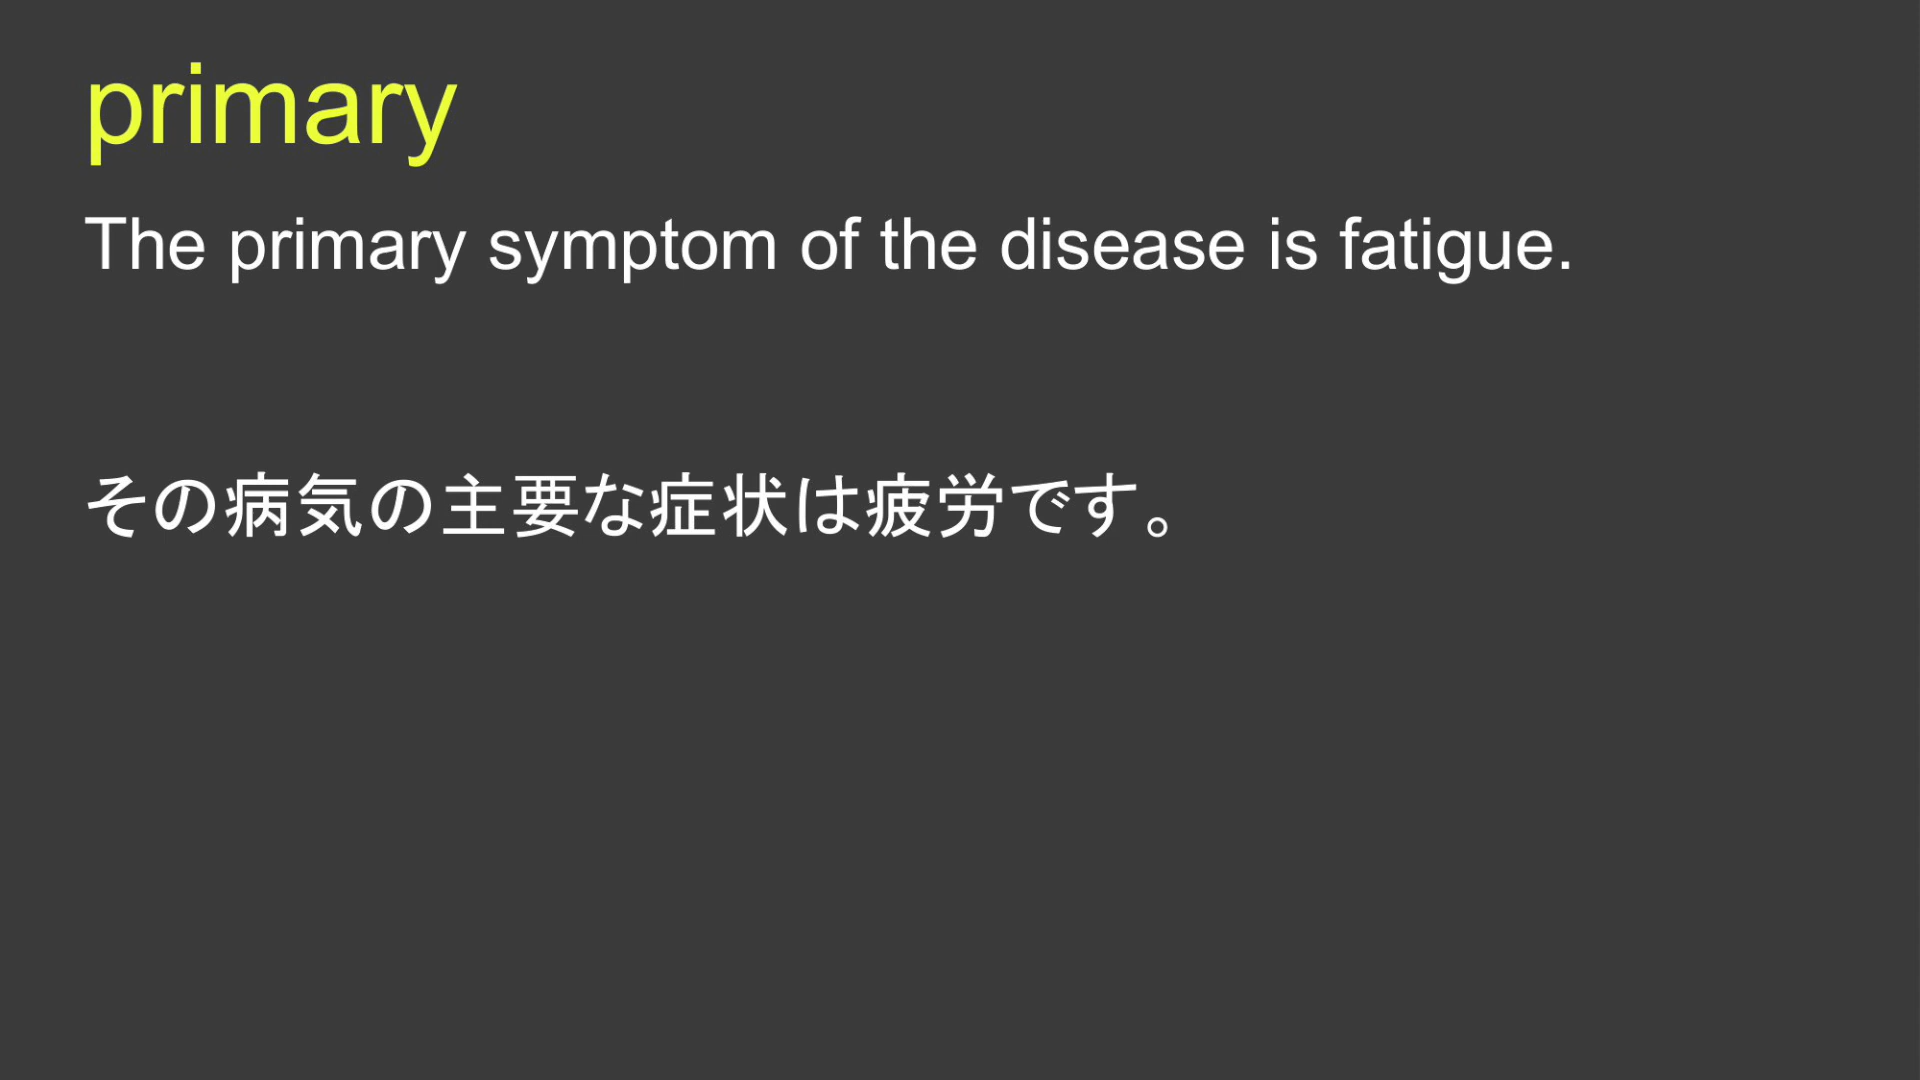 primary
The primary symptom of the disease is fatigue.
その病気の主要な症状は疲労です。